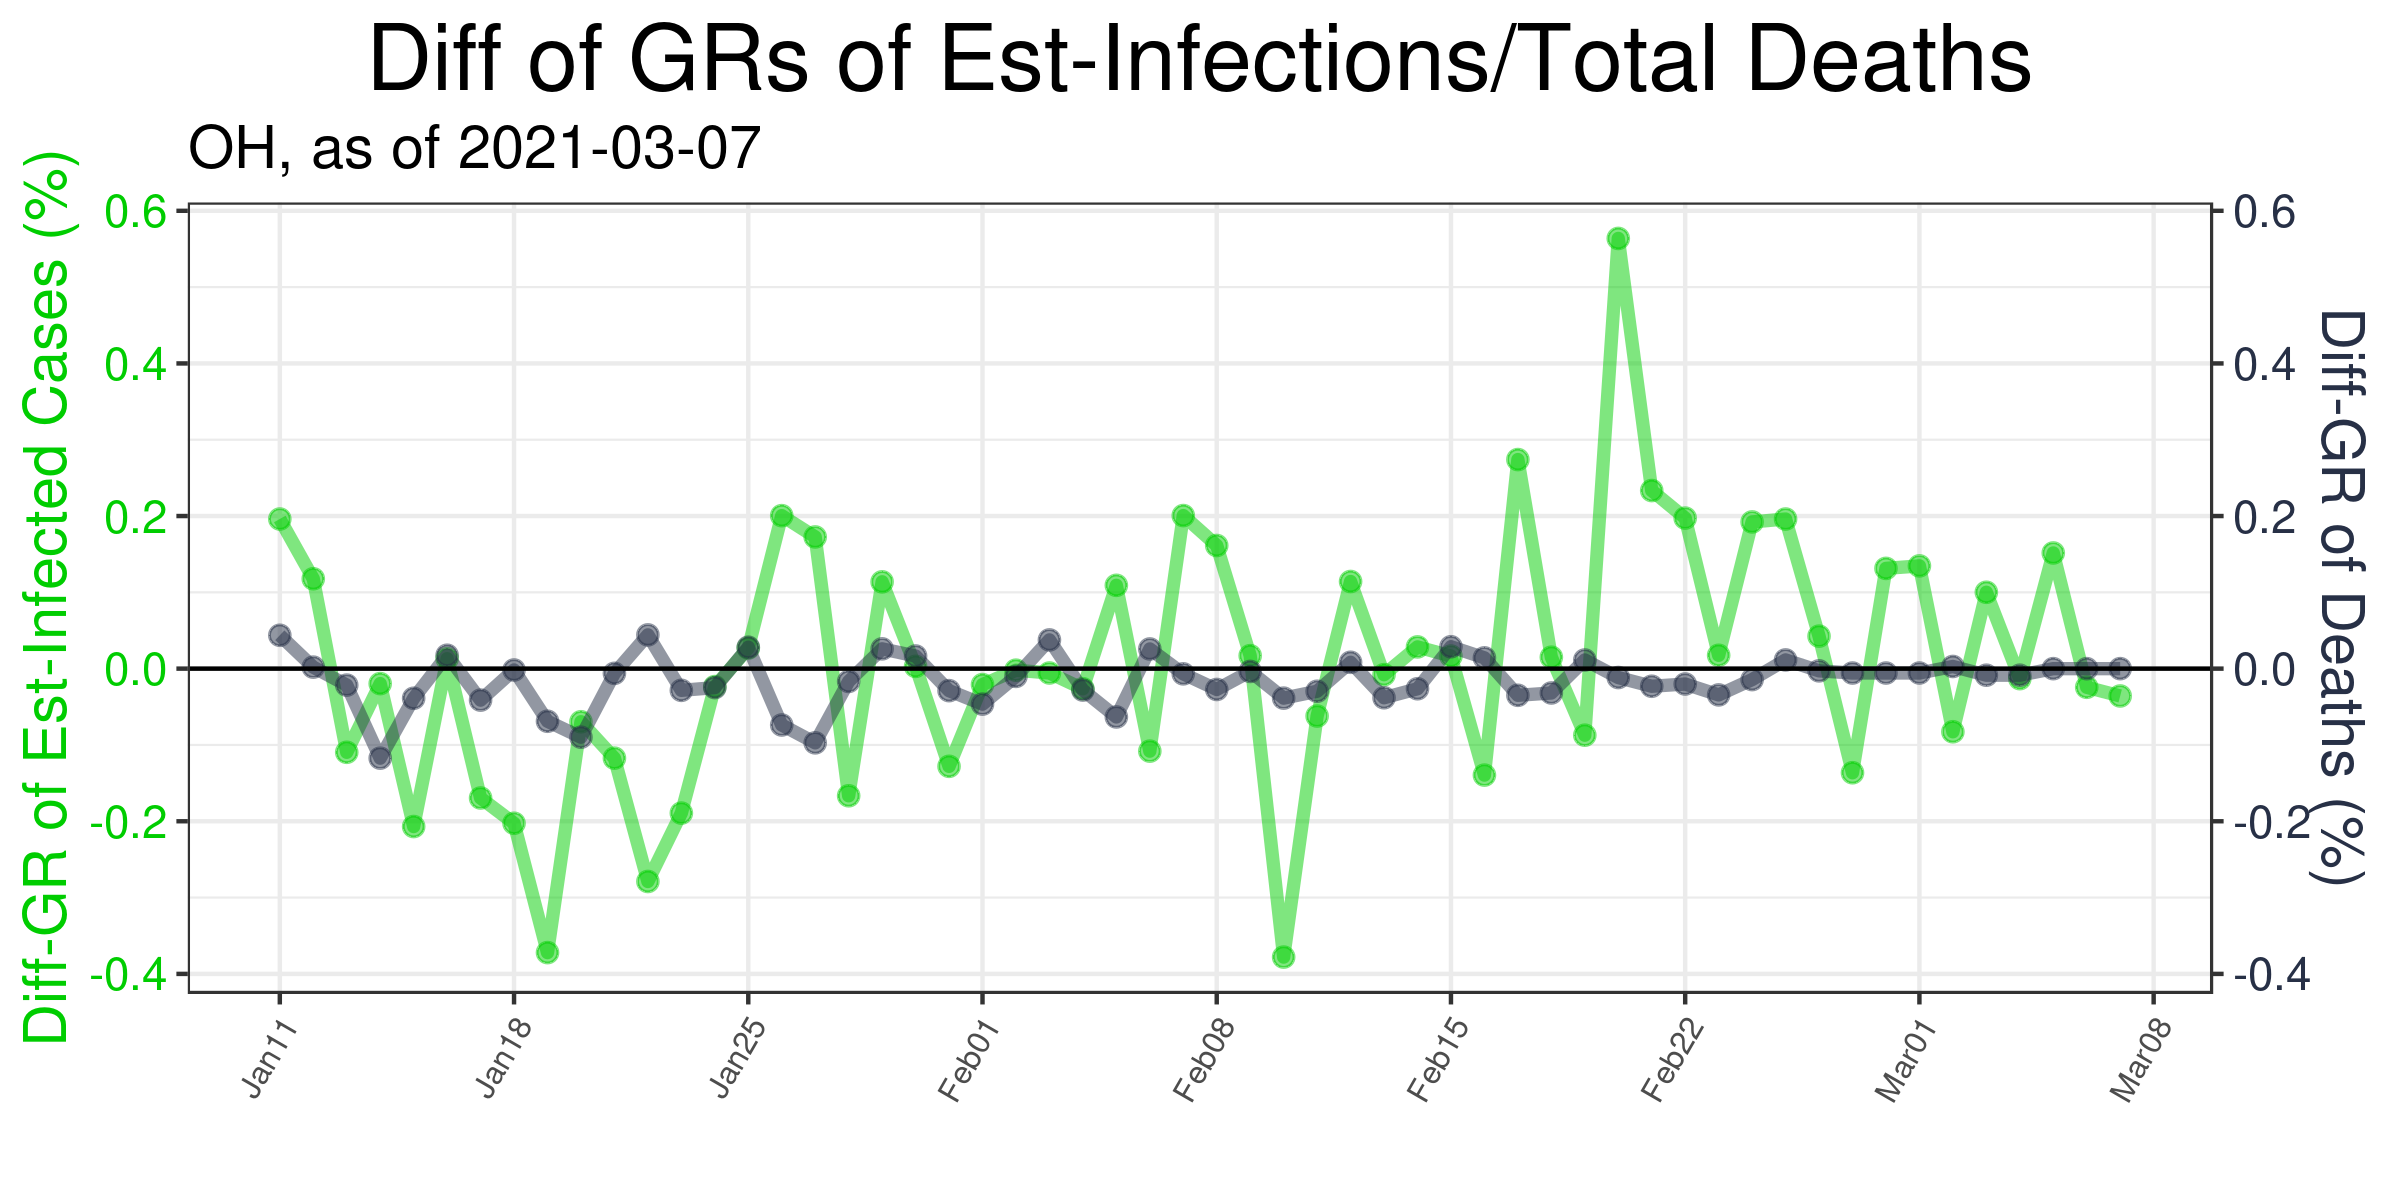 Diff of GRs of Est-Infections/Total Deaths
OH, as of 2021-03-07
Diff-GR of Est-Infected Cases (%)
0.6
0.4
0.2
0.0
-0.2
-0.4
0.6
0.4
0.2
0.0
-0.2
-0.4
Diff-GR of Deaths (%)
Jan11
Jan18
Jan25
Feb01
Feb08
Feb15
Feb22
Mar01
Mar08